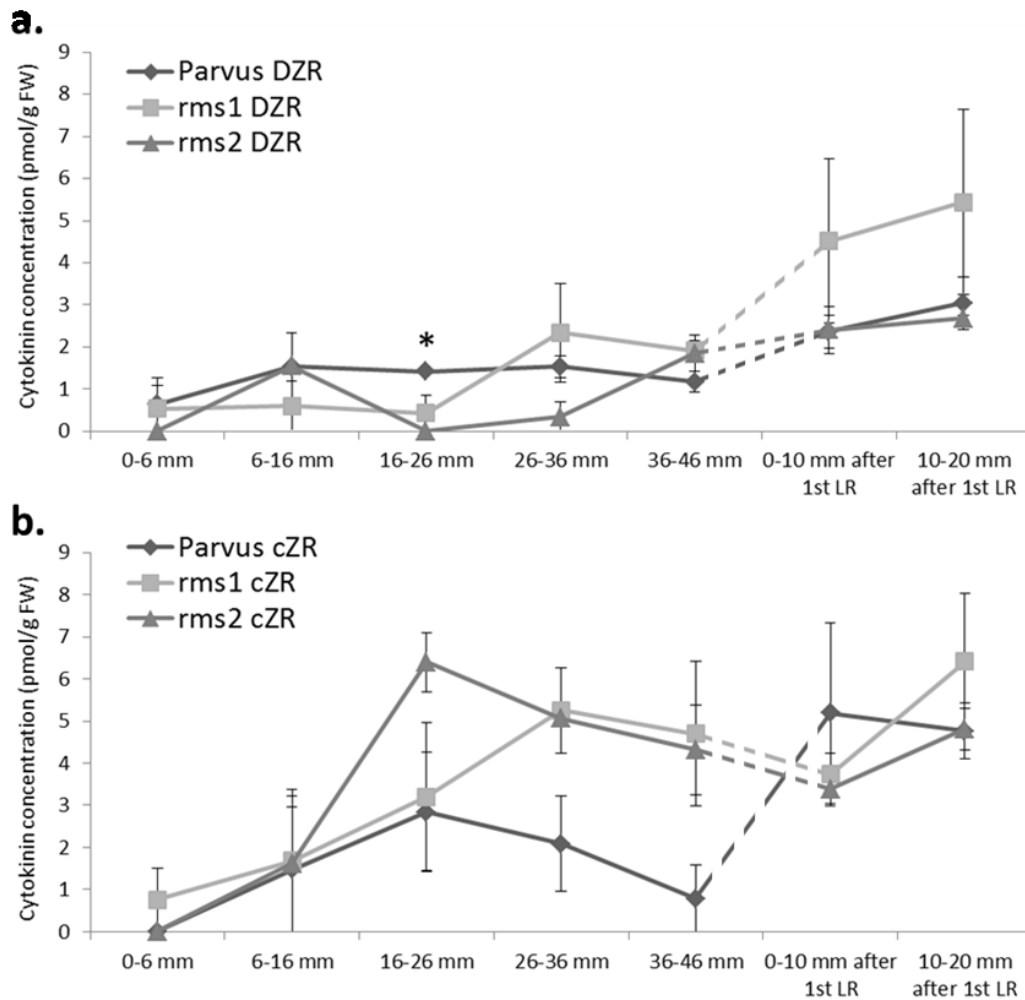 a.
Cytokinin concentration (pmol/g FW)
9
8
7
6
5
4
3
2
1
0
Parvus DZR
rms1 DZR
rms2 DZR
*
0-6 mm
6-16 mm
16-26 mm
26-36 mm
36-46 mm
0-10 mm after
1st LR
10-20 mm
after 1st LR
b.
Cytokinin concentration (pmol/g FW)
9
8
7
6
5
4
3
2
1
0
Parvus cZR
rms1 cZR
rms2 cZR
0-6 mm
6-16 mm
16-26 mm
26-36 mm
36-46 mm
0-10 mm after
1st LR
10-20 mm
after 1st LR